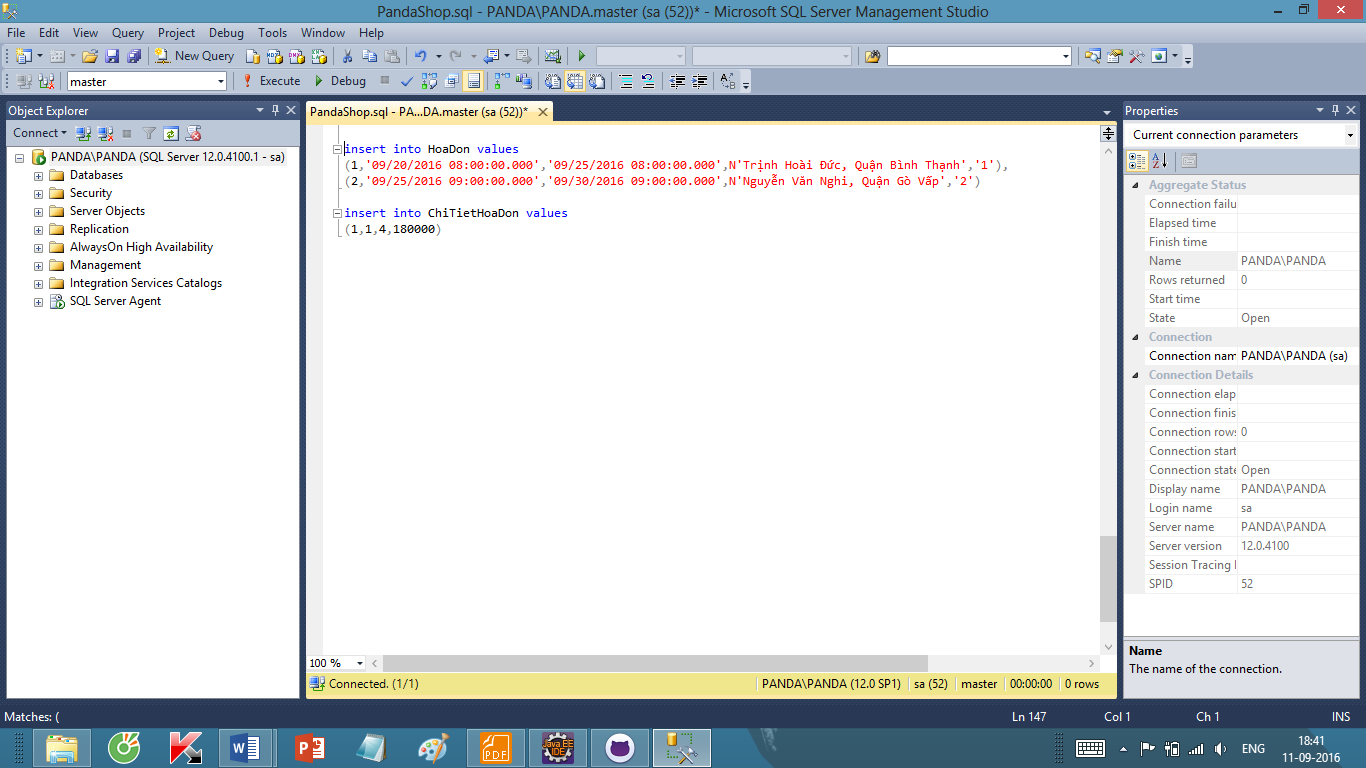 PandaShop.sql - PANDA\PANDA.master (sa (52))* - Microsoft SQL Server Management Studio
File Edit View Query Project Debug Tools Window Help
New Query
master Execute Debug
Object Explorer
Connect
PANDA\PANDA (SQL Server 12.0.4100.1 - sa)
Databases
Security
Server Objects
Replication
AlwaysOn High Availability
Management
Integration Services Catalogs
SQL Server Agent
PandaShop.sql - PA...DA.master (sa (52))*
insert into HoaDon values
(1,'09/20/2016 08:00:00.000','09/25/2016 08:00:00.000',N'Trịnh Hoài Đức, Quận Bình Thạnh','1'),
(2,'09/25/2016 09:00:00.000','09/30/2016 09:00:00.000',N'Nguyễn Văn Nghi, Quận Gò Vấp','2')
insert into ChiTietHoaDon values
(1,1,4,180000)
100 %
Connected. (1/1) PANDA\PANDA (12.0 SP1) sa (52) master 00:00:00 0 rows
Properties
Current connection parameters
Aggregate Status
Connection failu
Elapsed time
Finish time
Name PANDA\PANDA
Rows returned 0
Start time
State Open
Connection
Connection nam PANDA\PANDA (sa)
Connection Details
Connection elap
Connection finis
Connection rows 0
Connection start
Connection state Open
Display name PANDA\PANDA
Login name sa
Server name PANDA\PANDA
Server version 12.0.4100
Session Tracing I
SPID 52
Name
The name of the connection.
Matches: ( Ln 147 Col 1 Ch 1 INS
PDF
Java EE
IDE
ENG
18:41
11-09-2016